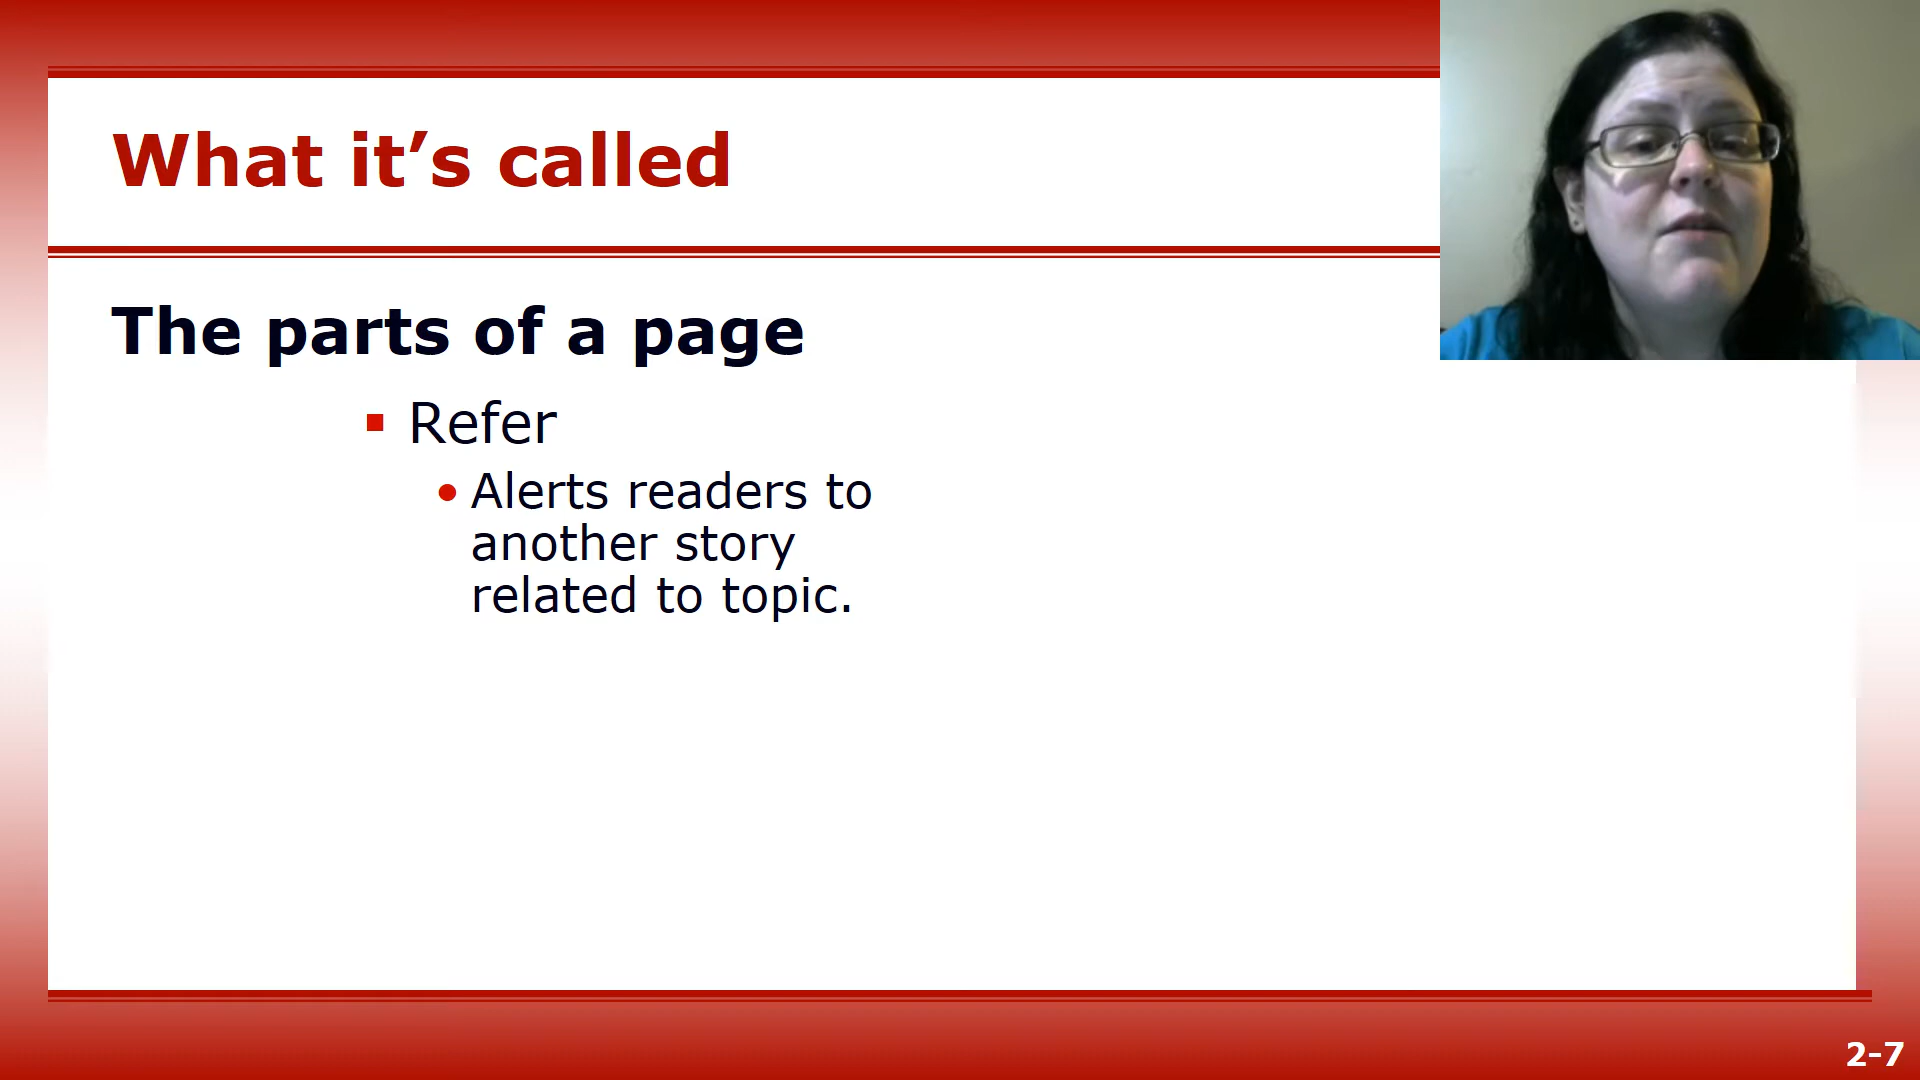 What it’s called
The parts of a page
Refer
Alerts readers to
another story
related to topic.
2-7